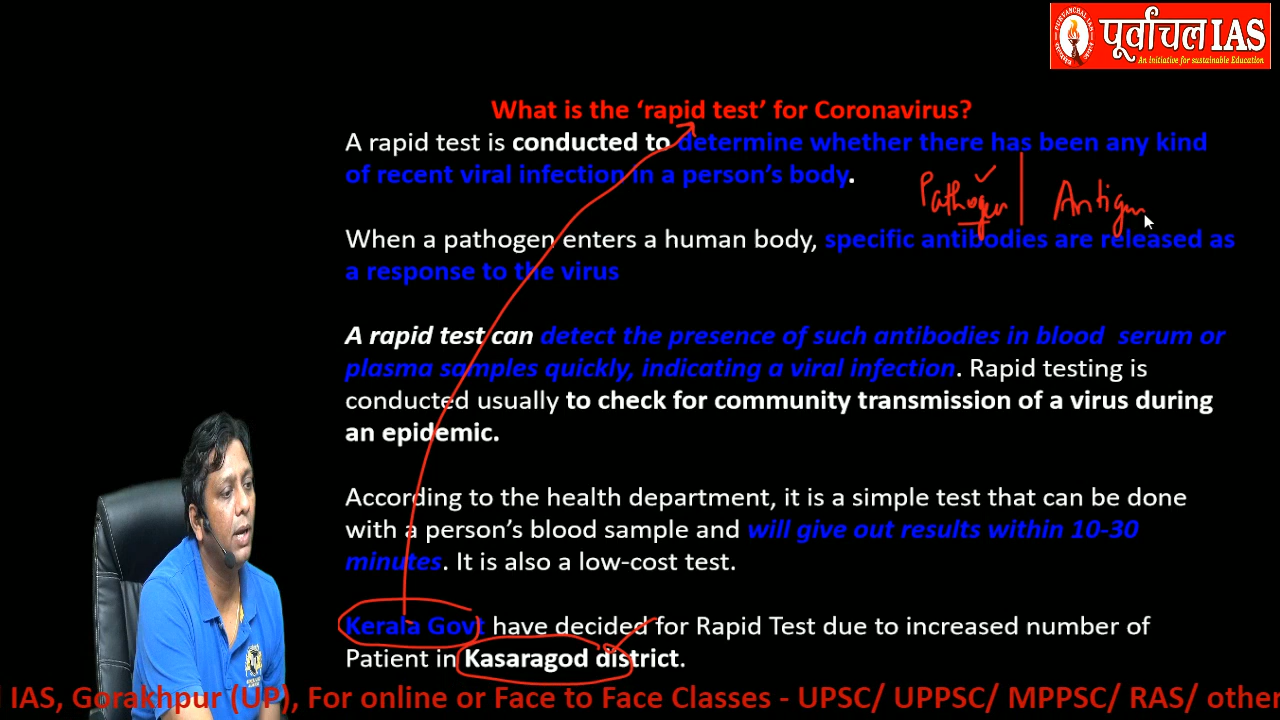 पूर्वांचल IAS
An Initiative for sustainable Education
What is the ‘rapid test’ for Coronavirus?
A rapid test is conducted to determine whether there has been any kind
of recent viral infection in a person’s body.
Pathogen Antigen
When a pathogen enters a human body, specific antibodies are released as
a response to the virus
A rapid test can detect the presence of such antibodies in blood serum or
plasma samples quickly, indicating a viral infection. Rapid testing is
conducted usually to check for community transmission of a virus during
an epidemic.
According to the health department, it is a simple test that can be done
with a person’s blood sample and will give out results within 10-30
minutes. It is also a low-cost test.
Kerala Govt have decided for Rapid Test due to increased number of
Patient in Kasaragod district.
IAS, Gorakhpur (UP), For online or Face to Face Classes - UPSC/ UPPSC/ MPPSC/ RAS/ other